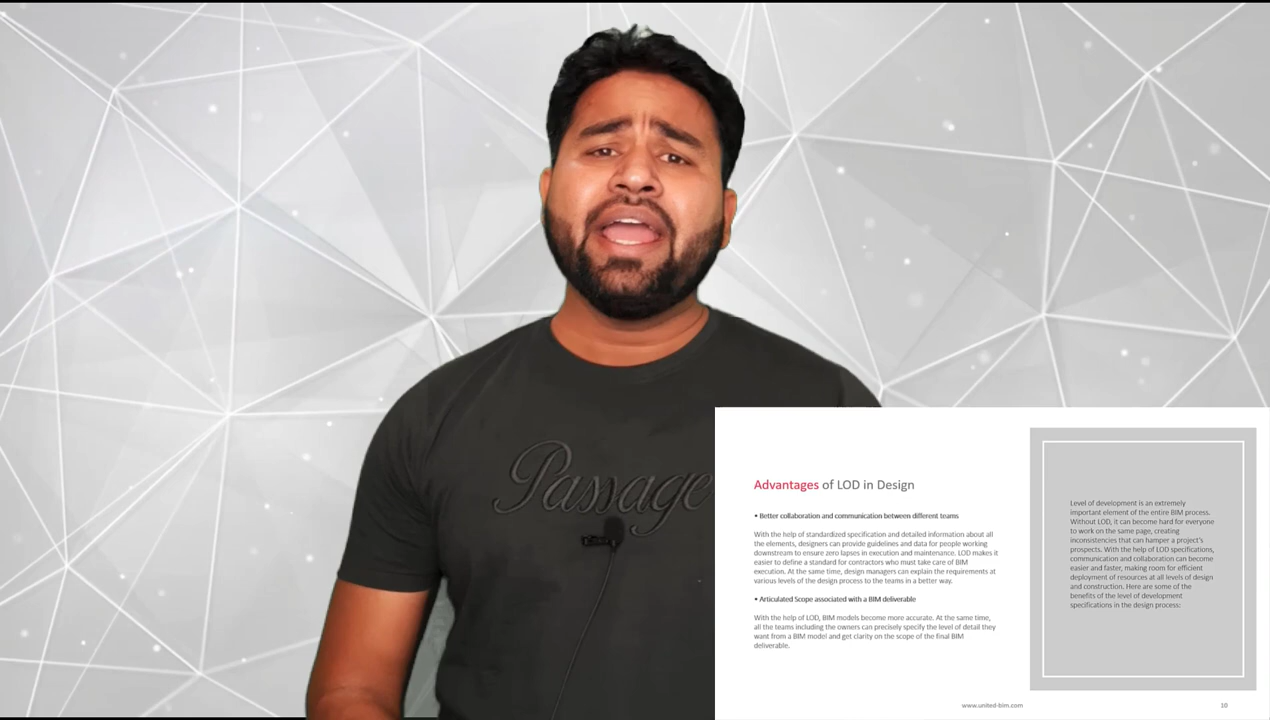 Passage
Advantages of LOD in Design
• Better collaboration and communication between different teams
With the help of standardized specification and detailed information about all
the elements, designers can provide guidelines and data for people working
downstream to ensure zero lapses in execution and maintenance. LOD makes it
easier to define a standard for contractors who must take care of BIM
execution. At the same time, design managers can explain the requirements at
various levels of the design process to the teams in a better way.
• Articulated Scope associated with a BIM deliverable
With the help of LOD, BIM models become more accurate. At the same time,
all the teams including the owners can precisely specify the level of detail they
want from a BIM model and get clarity on the scope of the final BIM
deliverable.
Level of development is an extremely
important element of the entire BIM process.
Without LOD, it can become hard for everyone
to work on the same page, creating
inconsistencies that can hamper a project's
prospects. With the help of LOD specifications,
communication and collaboration can become
easier and faster, making room for efficient
deployment of resources at all levels of design
and construction. Here are some of the
benefits of the level of development
specifications in the design process:
www.united-bim.com
10